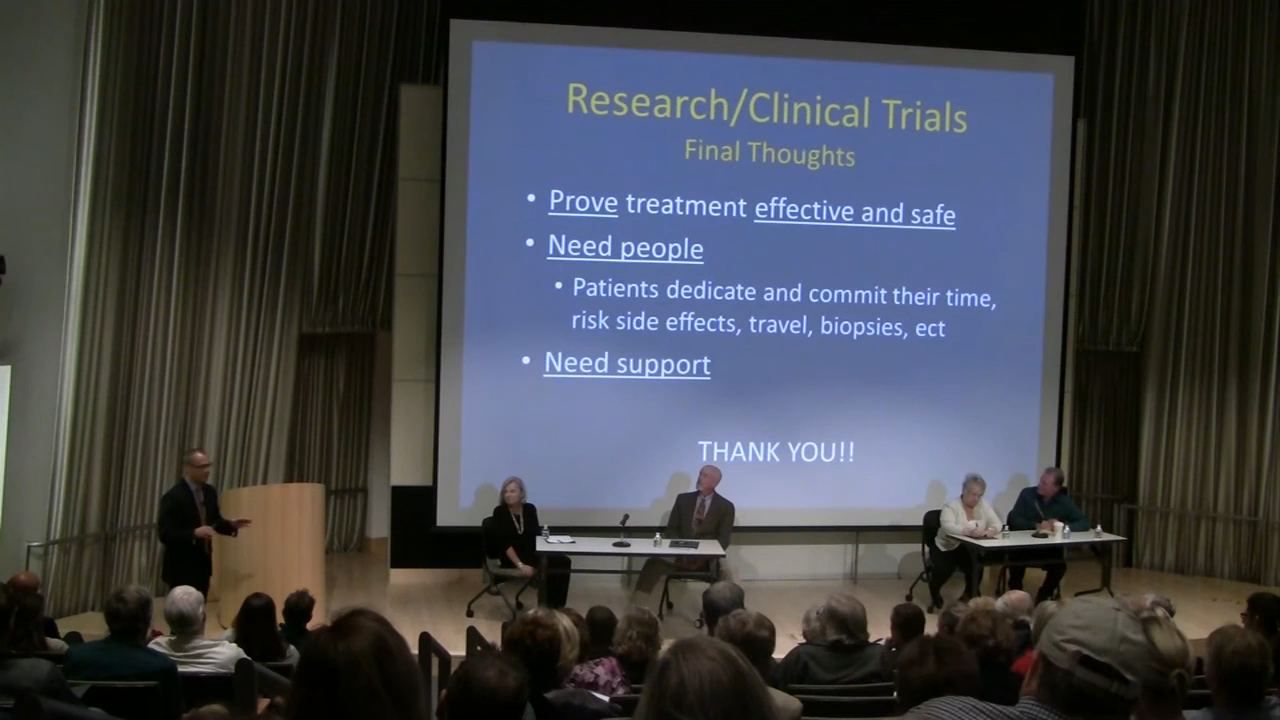 Research/Clinical Trials
Final Thoughts
• Prove treatment effective and safe
• Need people
• Patients dedicate and commit their time,
risk side effects, travel, biopsies, ect
• Need support
THANK YOU!!